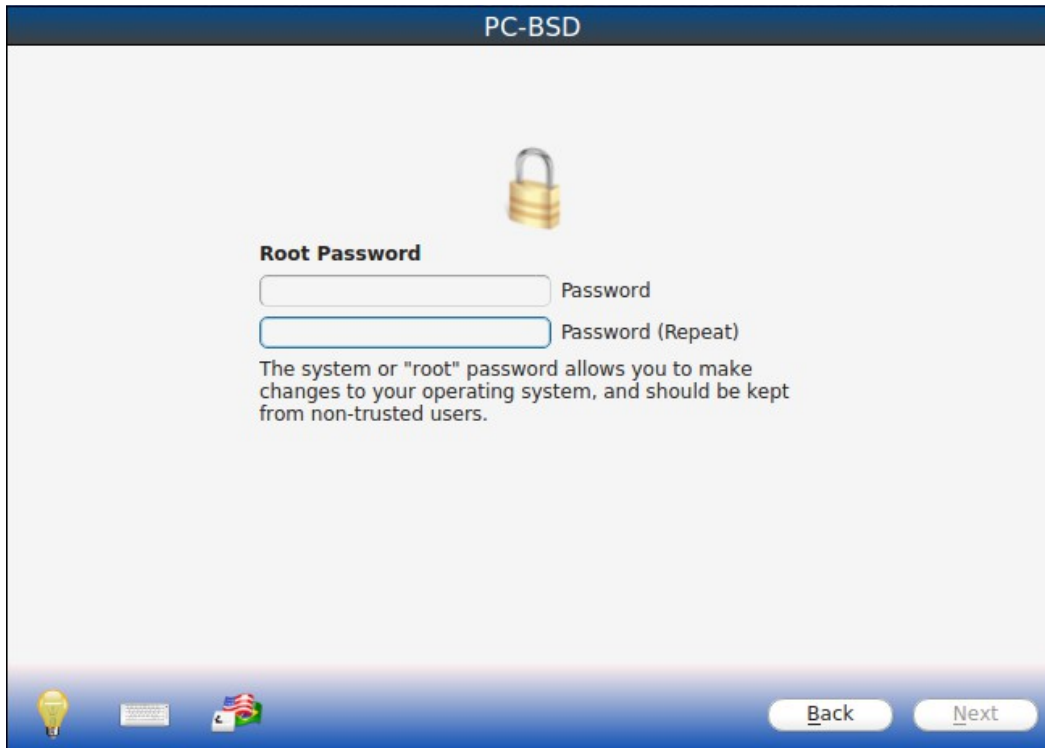 PC-BSD
Root Password
Password
Password (Repeat)
The system or "root" password allows you to make
changes to your operating system, and should be kept
from non-trusted users.
Back Next